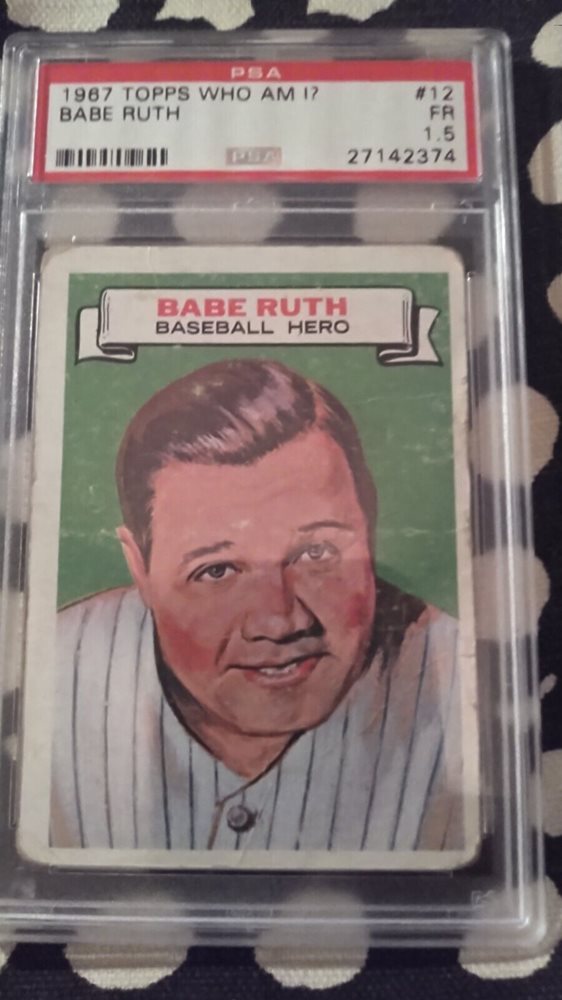 PSA
1967 TOPPS WHO AM I? #12
BABE RUTH FR
1.5
PSA 27142374
BABE RUTH
BASEBALL HERO